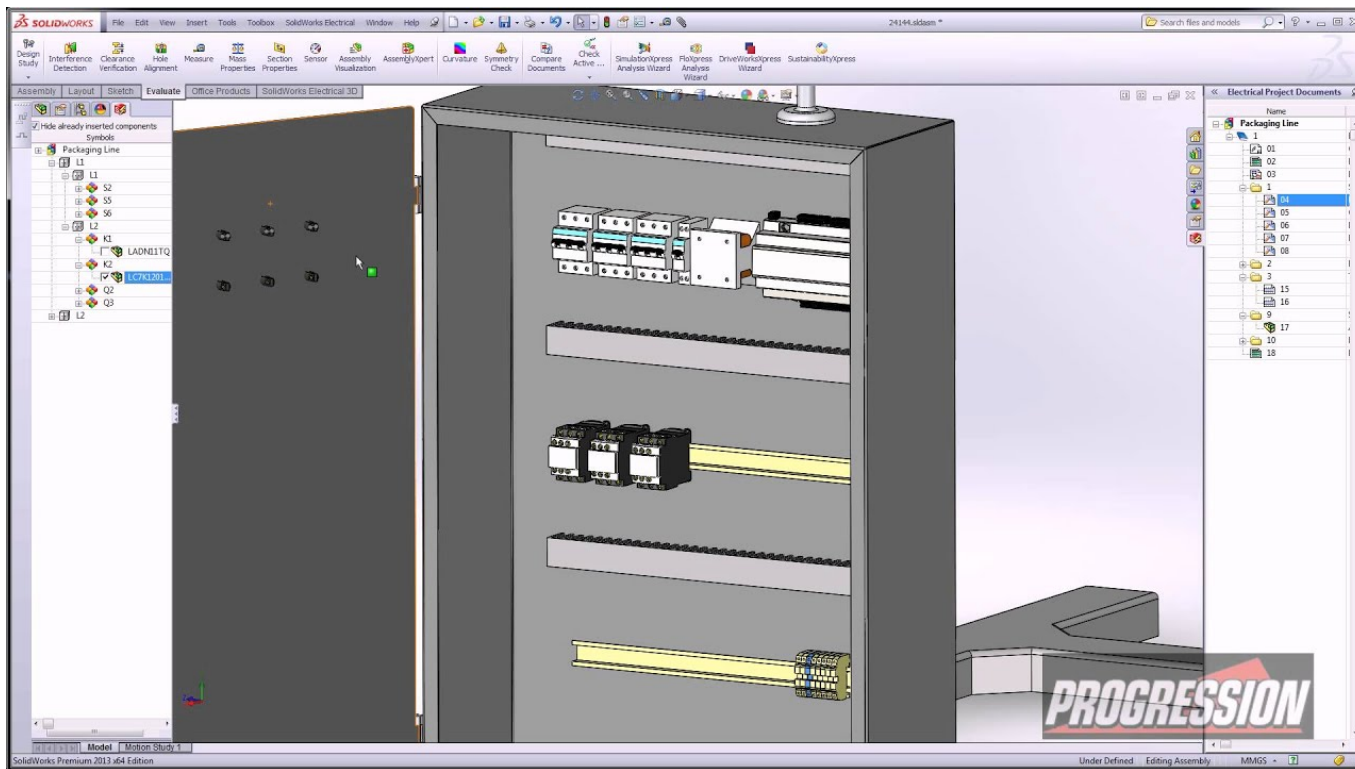 SOLIDWORKS File Edit View Insert Tools Toolbox SolidWorks Electrical Window Help 24144.sldasm * Search files and models
Design Study Interference Detection Clearance Verification Hole Alignment Measure Mass Properties Section Properties Sensor Assembly Visualization AssemblyXpert Curvature Symmetry Check Compare Documents Check Active ... SimulationXpress Analysis Wizard FloXpress Analysis Wizard DriveWorksXpress Wizard SustainabilityXpress
Assembly Layout Sketch Evaluate Office Products SolidWorks Electrical 3D
Hide already inserted components
Symbols
Packaging Line
L1
L1
S2
S5
S6
L2
K1
LADN11TQ
K2
LC7K1201...
Q2
Q3
L2
Electrical Project Documents
Name
Packaging Line
1
01
02
03
1
04
05
06
07
08
2
3
15
16
9
17
10
18
PROGRESSION
Model Motion Study 1
SolidWorks Premium 2013 x64 Edition Under Defined Editing Assembly MMGS